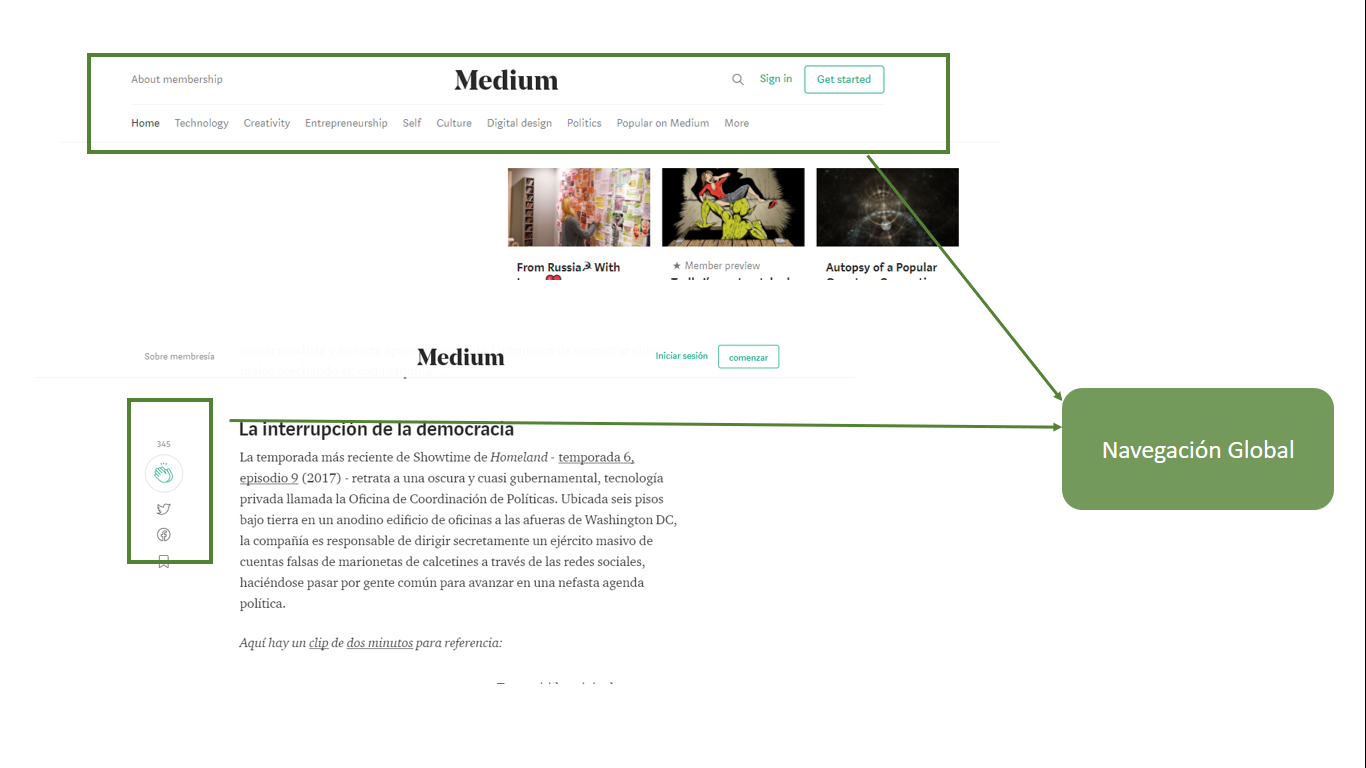 About membership
Medium
Sign in
Get started
Home Technology Creativity Entrepreneurship Self Culture Digital design Politics Popular on Medium More
From Russia☭ With
★ Member preview
Autopsy of a Popular
Sobre membresía
Medium
Iniciar sesión
comenzar
345
La interrupción de la democracia
La temporada más reciente de Showtime de Homeland - temporada 6,
episodio 9 (2017) - retrata a una oscura y cuasi gubernamental, tecnología
privada llamada la Oficina de Coordinación de Políticas. Ubicada seis pisos
bajo tierra en un anodino edificio de oficinas a las afueras de Washington DC,
la compañía es responsable de dirigir secretamente un ejército masivo de
cuentas falsas de marionetas de calcetines a través de las redes sociales,
haciéndose pasar por gente común para avanzar en una nefasta agenda
política.
Aquí hay un clip de dos minutos para referencia:
Navegación Global